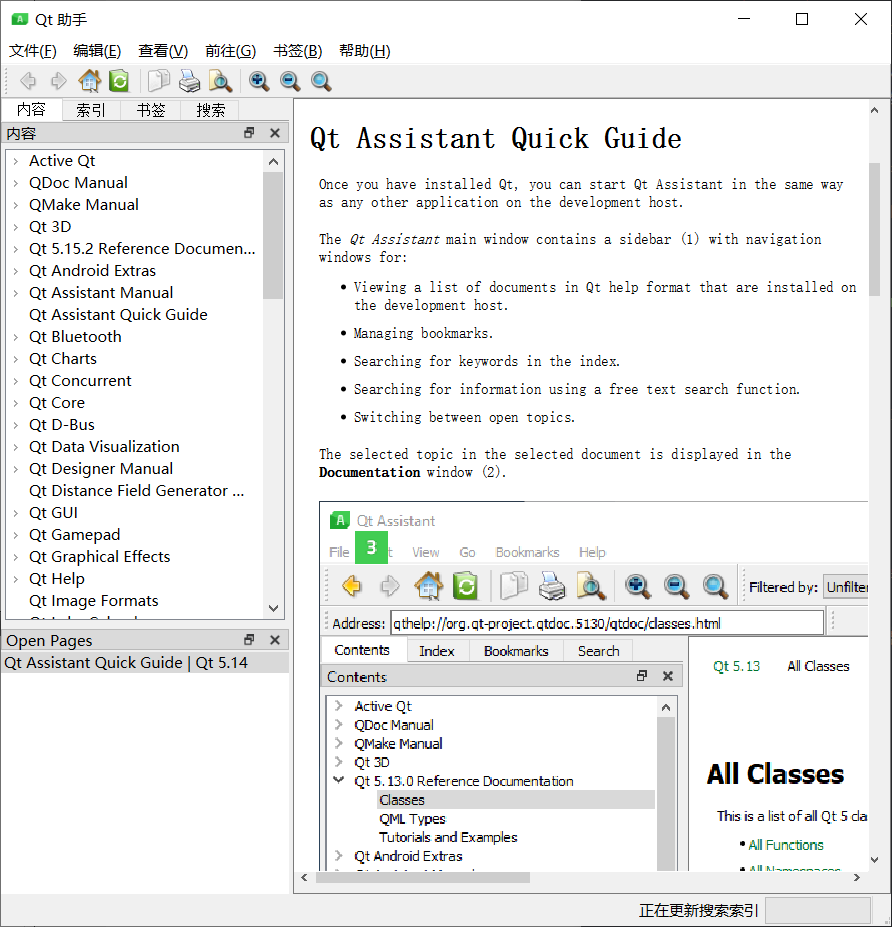 Qt 助手
文件(F) 编辑(E) 查看(V) 前往(G) 书签(B) 帮助(H)
内容 索引 书签 搜索
内容
Active Qt
QDoc Manual
QMake Manual
Qt 3D
Qt 5.15.2 Reference Documen...
Qt Android Extras
Qt Assistant Manual
Qt Assistant Quick Guide
Qt Bluetooth
Qt Charts
Qt Concurrent
Qt Core
Qt D-Bus
Qt Data Visualization
Qt Designer Manual
Qt Distance Field Generator ...
Qt GUI
Qt Gamepad
Qt Graphical Effects
Qt Help
Qt Image Formats
Open Pages
Qt Assistant Quick Guide | Qt 5.14
Qt Assistant Quick Guide
Once you have installed Qt, you can start Qt Assistant in the same way
as any other application on the development host.
The Qt Assistant main window contains a sidebar (1) with navigation
windows for:
• Viewing a list of documents in Qt help format that are installed on
the development host.
• Managing bookmarks.
• Searching for keywords in the index.
• Searching for information using a free text search function.
• Switching between open topics.
The selected topic in the selected document is displayed in the
Documentation window (2).
Qt Assistant
File 3 t View Go Bookmarks Help
Filtered by: Unfilter
Address: qthelp://org.qt-project.qtdoc.5130/qtdoc/classes.html
Contents Index Bookmarks Search
Contents
Active Qt
QDoc Manual
QMake Manual
Qt 3D
Qt 5.13.0 Reference Documentation
Classes
QML Types
Tutorials and Examples
Qt Android Extras
Qt 5.13 All Classes
All Classes
This is a list of all Qt 5 cla
• All Functions
• All Namespaces
正在更新搜索索引